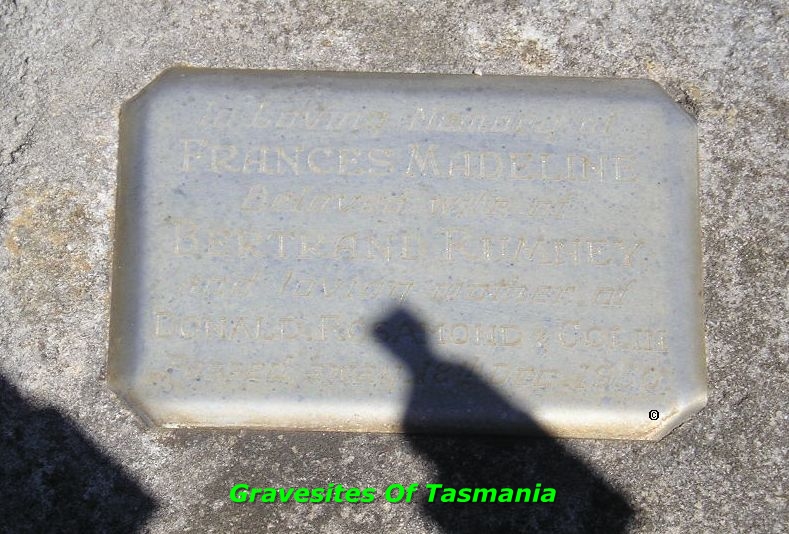 In Loving Memory of
FRANCES MADELINE
Beloved wife of
BERTRAND RUMNEY
and loving mother of
DONALD, ROSAMOND & COLIN
Passed away
©
Gravesites Of Tasmania